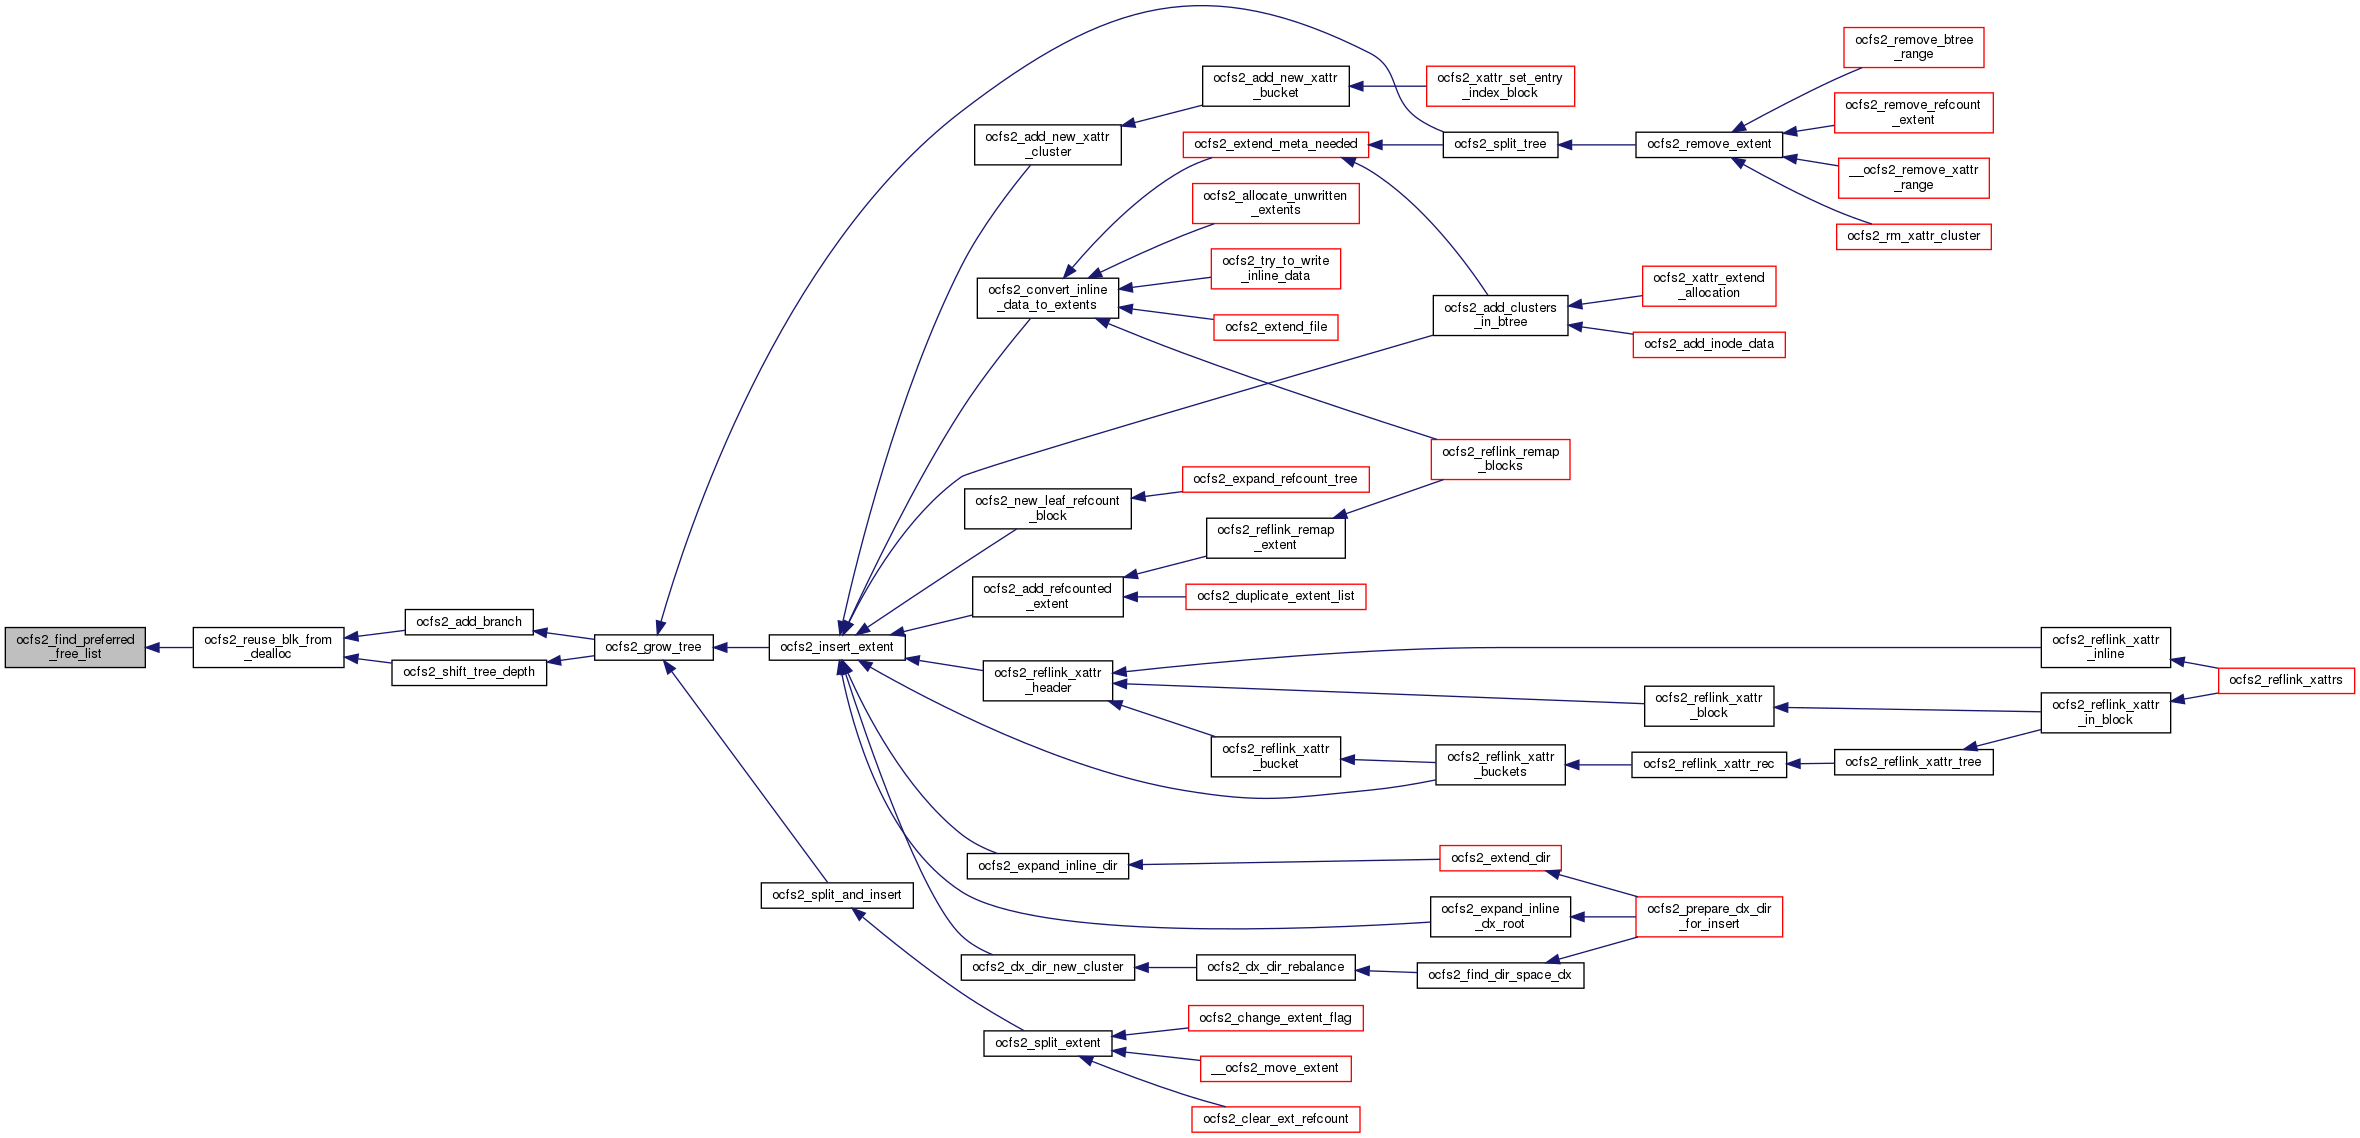 ocfs2_find_preferred
_free_list
ocfs2_reuse_blk_from
_dealloc
ocfs2_add_branch
ocfs2_shift_tree_depth
ocfs2_grow_tree
ocfs2_insert_extent
ocfs2_split_and_insert
ocfs2_add_new_xattr
_cluster
ocfs2_convert_inline
_data_to_extents
ocfs2_new_leaf_refcount
_block
ocfs2_add_refcounted
_extent
ocfs2_reflink_xattr
_header
ocfs2_expand_inline_dir
ocfs2_dx_dir_new_cluster
ocfs2_split_extent
ocfs2_add_new_xattr
_bucket
ocfs2_extend_meta_needed
ocfs2_allocate_unwritten
_extents
ocfs2_try_to_write
_inline_data
ocfs2_extend_file
ocfs2_expand_refcount_tree
ocfs2_reflink_remap
_extent
ocfs2_duplicate_extent_list
ocfs2_reflink_xattr
_bucket
ocfs2_dx_dir_rebalance
ocfs2_change_extent_flag
__ocfs2_move_extent
ocfs2_clear_ext_refcount
ocfs2_xattr_set_entry
_index_block
ocfs2_split_tree
ocfs2_add_clusters
_in_btree
ocfs2_reflink_remap
_blocks
ocfs2_reflink_xattr
_buckets
ocfs2_extend_dir
ocfs2_expand_inline
_dx_root
ocfs2_find_dir_space_dx
ocfs2_remove_extent
ocfs2_xattr_extend
_allocation
ocfs2_add_inode_data
ocfs2_reflink_xattr
_block
ocfs2_reflink_xattr_rec
ocfs2_prepare_dx_dir
_for_insert
ocfs2_remove_btree
_range
ocfs2_remove_refcount
_extent
__ocfs2_remove_xattr
_range
ocfs2_rm_xattr_cluster
ocfs2_reflink_xattr_tree
ocfs2_reflink_xattr
_inline
ocfs2_reflink_xattr
_in_block
ocfs2_reflink_xattrs